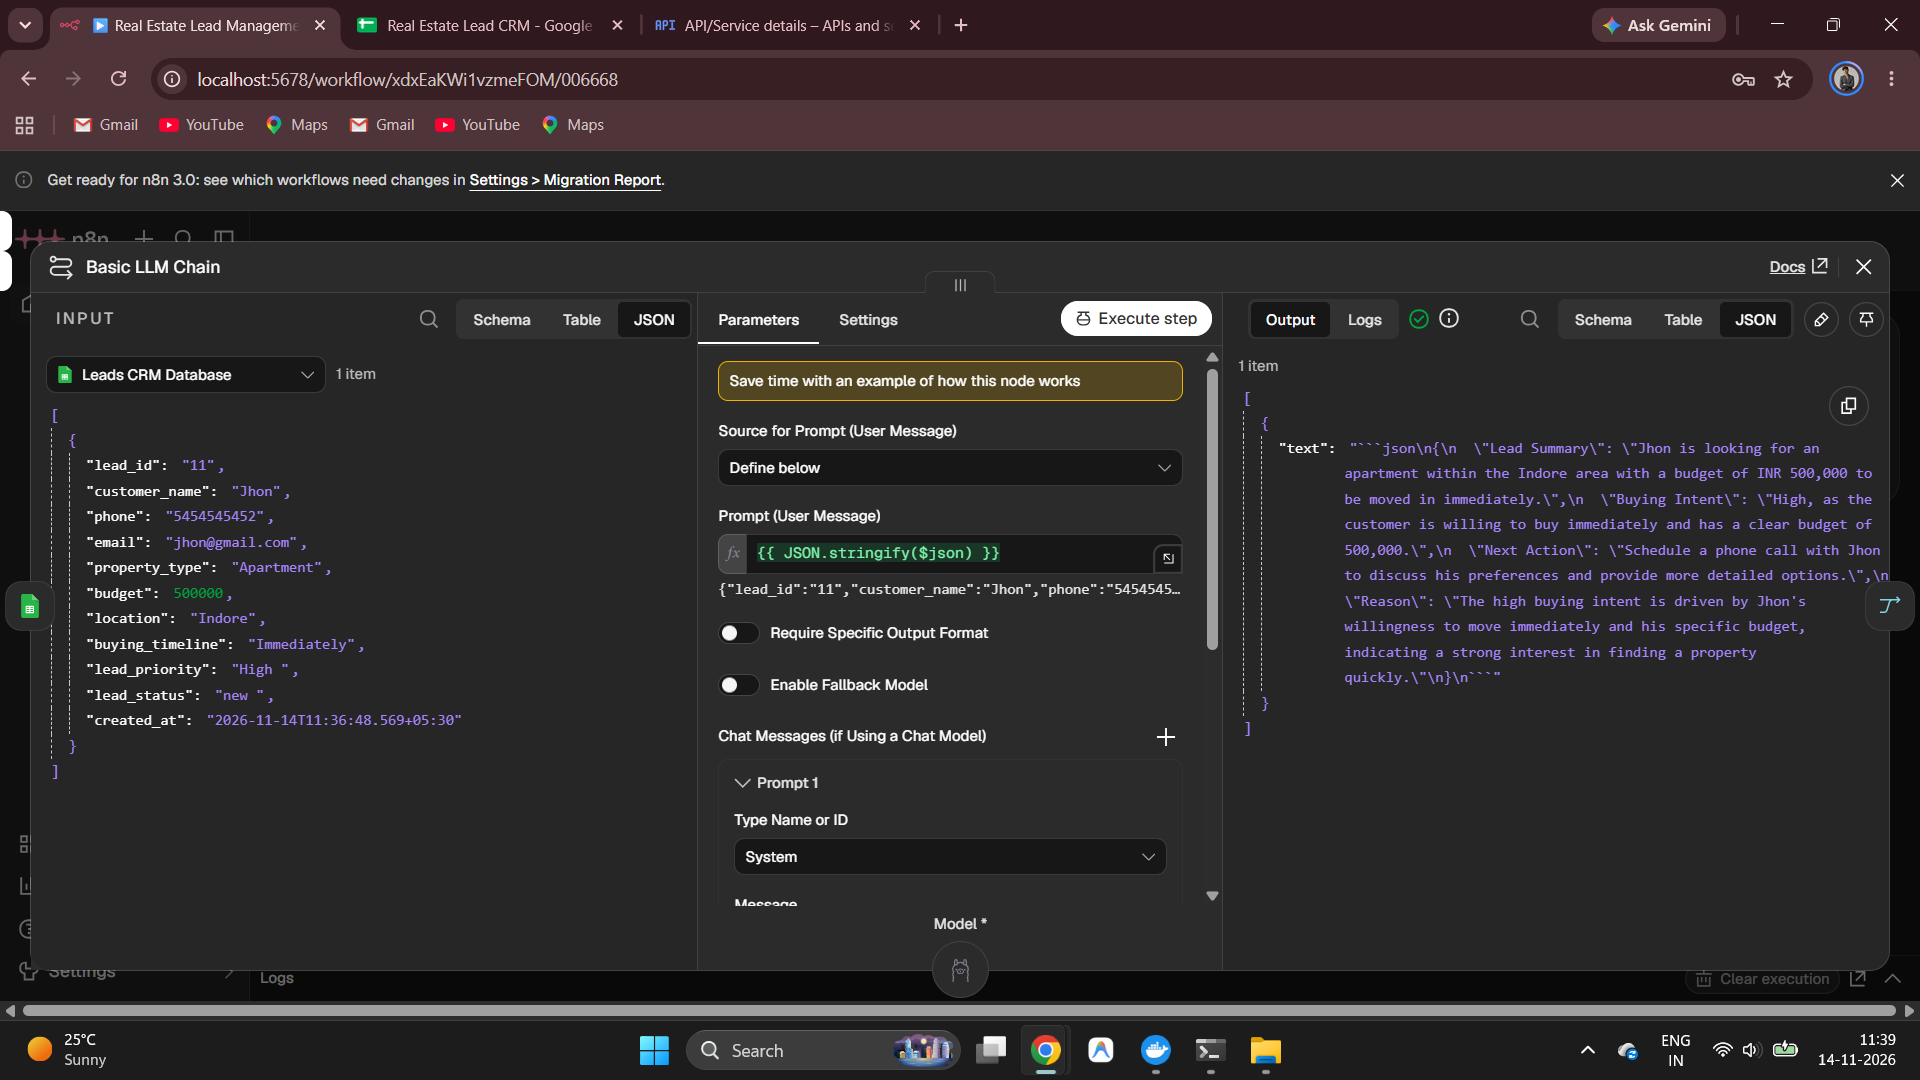 Real Estate Lead Manageme
Real Estate Lead CRM - Google
API API/Service details – APIs and se
Ask Gemini
localhost:5678/workflow/xdxEaKWi1vzmeFOM/006668
Gmail
YouTube
Maps
Gmail
YouTube
Maps
Get ready for n8n 3.0: see which workflows need changes in Settings > Migration Report.
n8n
Basic LLM Chain
Docs
INPUT
Schema
Table
JSON
Leads CRM Database
1 item
[
{
"lead_id": "11",
"customer_name": "Jhon",
"phone": "5454545452",
"email": "jhon@gmail.com",
"property_type": "Apartment",
"budget": 500000,
"location": "Indore",
"buying_timeline": "Immediately",
"lead_priority": "High ",
"lead_status": "new ",
"created_at": "2026-11-14T11:36:48.569+05:30"
}
]
Parameters
Settings
Execute step
Save time with an example of how this node works
Source for Prompt (User Message)
Define below
Prompt (User Message)
fx {{ JSON.stringify($json) }}
{"lead_id":"11","customer_name":"Jhon","phone":"5454545…
Require Specific Output Format
Enable Fallback Model
Chat Messages (if Using a Chat Model)
Prompt 1
Type Name or ID
System
Message
Model *
Output
Logs
Schema
Table
JSON
1 item
[
{
"text": "```json\n{\n  \"Lead Summary\": \"Jhon is looking for an
apartment within the Indore area with a budget of INR 500,000 to
be moved in immediately.\",\n  \"Buying Intent\": \"High, as the
customer is willing to buy immediately and has a clear budget of
500,000.\",\n  \"Next Action\": \"Schedule a phone call with Jhon
to discuss his preferences and provide more detailed options.\",\n
\"Reason\": \"The high buying intent is driven by Jhon's
willingness to move immediately and his specific budget,
indicating a strong interest in finding a property
quickly.\"\n}\n```"
}
]
Settings
Logs
Clear execution
25°C
Sunny
Search
ENG
IN
11:39
14-11-2026